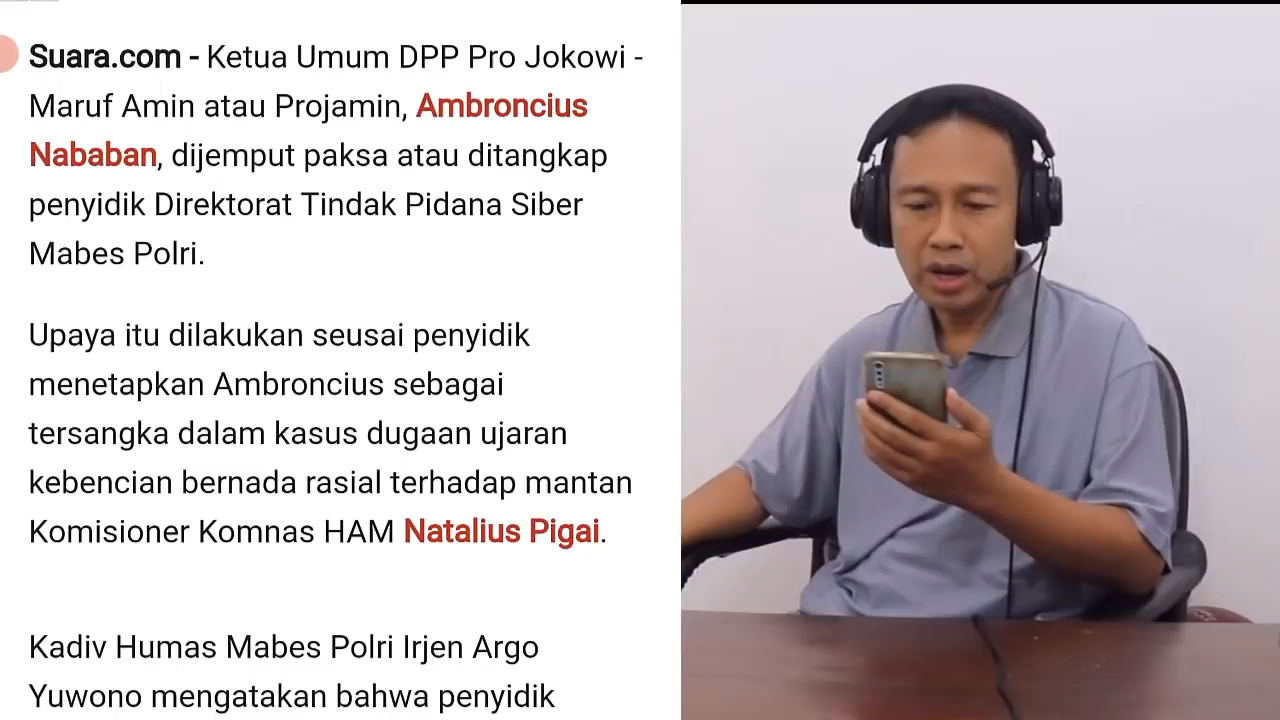 Suara.com - Ketua Umum DPP Pro Jokowi -
Maruf Amin atau Projamin, Ambroncius
Nababan, dijemput paksa atau ditangkap
penyidik Direktorat Tindak Pidana Siber
Mabes Polri.
Upaya itu dilakukan seusai penyidik
menetapkan Ambroncius sebagai
tersangka dalam kasus dugaan ujaran
kebencian bernada rasial terhadap mantan
Komisioner Komnas HAM Natalius Pigai.
Kadiv Humas Mabes Polri Irjen Argo
Yuwono mengatakan bahwa penyidik